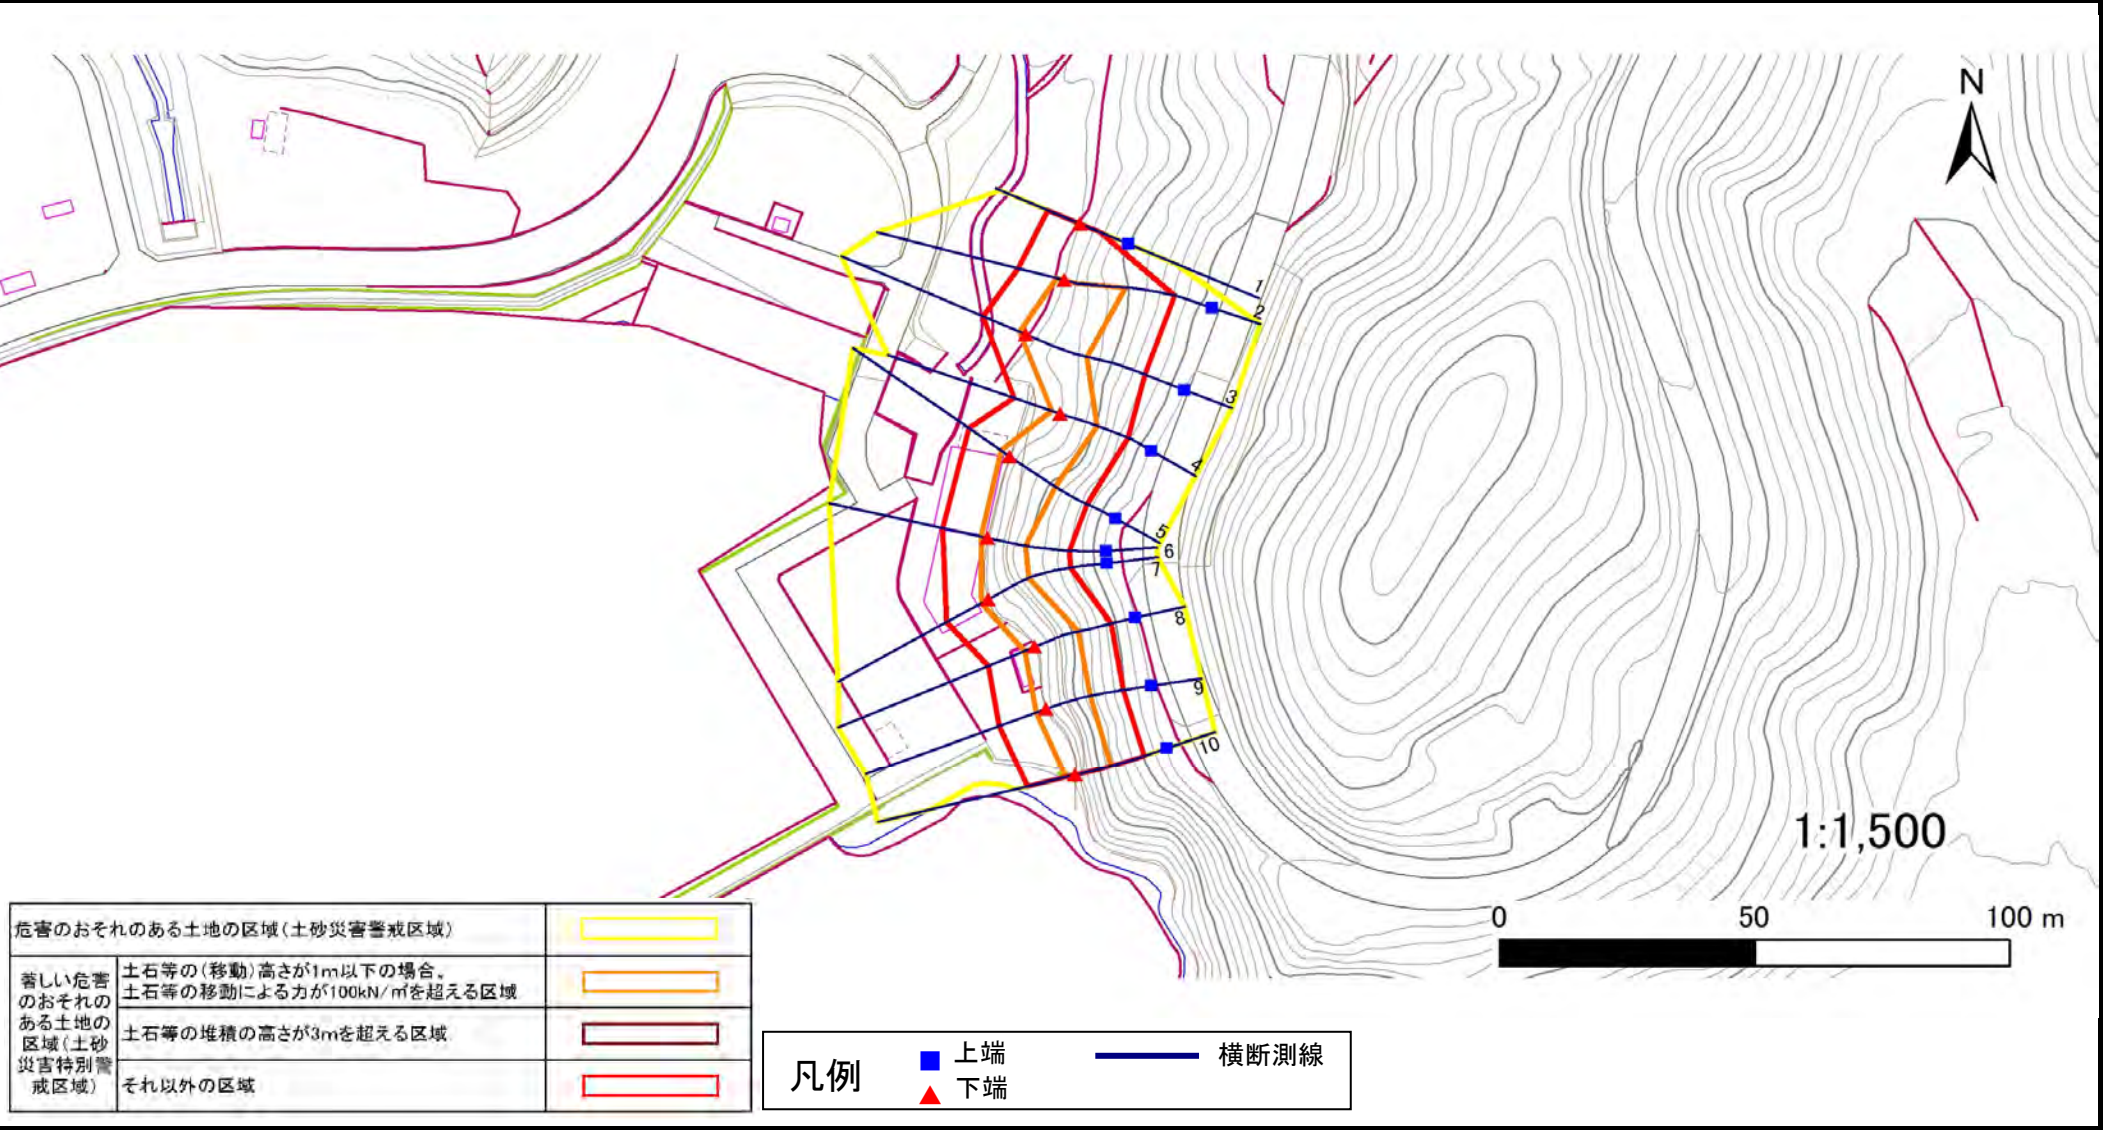 N
1
2
3
4
5
6
7
8
9
10
1:1,500
0 50 100 m
危害のおそれのある土地の区域(土砂災害警戒区域)
著しい危害
のおそれの
ある土地の
区域(土砂
災害特別警
戒区域)
土石等の(移動)高さが1m以下の場合、
土石等の移動による力が100kN/㎡を超える区域
土石等の堆積の高さが3mを超える区域
それ以外の区域
凡例
上端
下端
横断測線